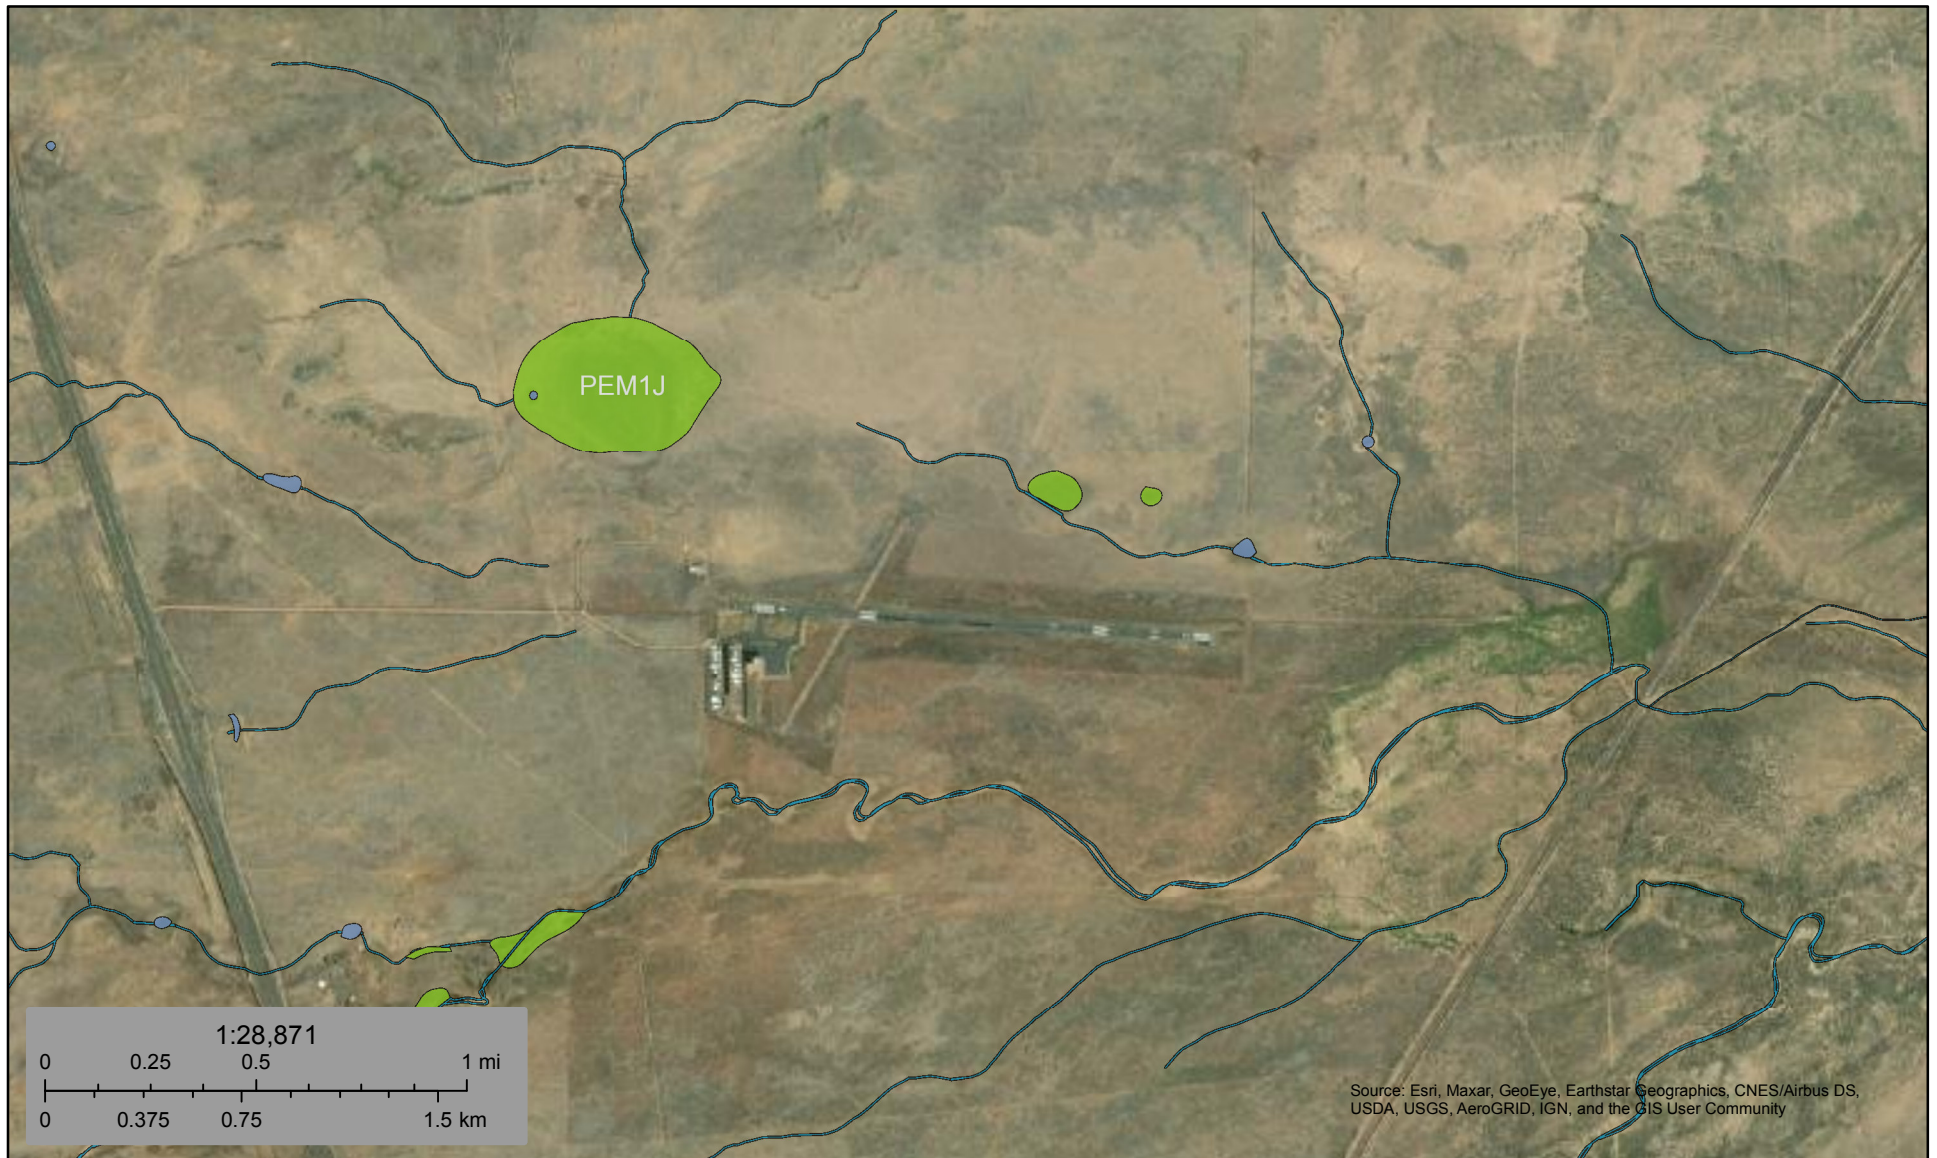 PEM1J
1:28,871
0 0.25 0.5 1 mi
0 0.375 0.75 1.5 km
Source: Esri, Maxar, GeoEye, Earthstar Geographics, CNES/Airbus DS,
USDA, USGS, AeroGRID, IGN, and the GIS User Community